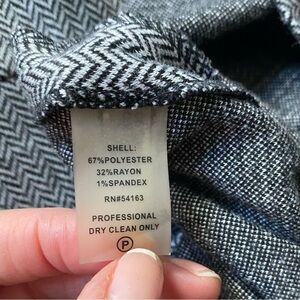 SHELL:
67%POLYESTER
32%RAYON
1%SPANDEX
RN#54163
PROFESSIONAL
DRY CLEAN ONLY
P